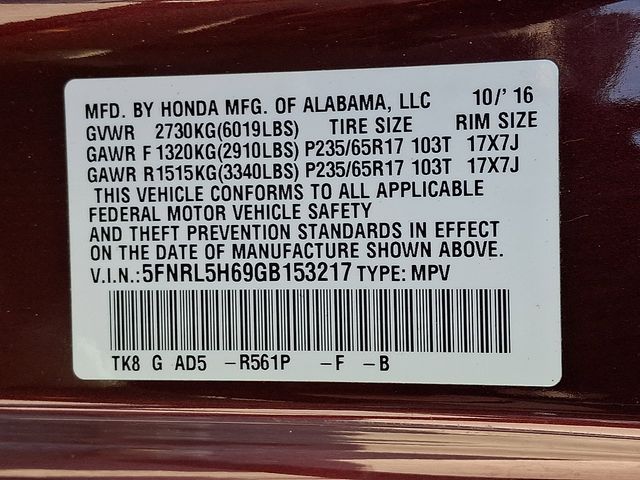 MFD. BY HONDA MFG. OF ALABAMA, LLC 10/'16
GVWR 2730KG(6019LBS) TIRE SIZE RIM SIZE
GAWR F 1320KG(2910LBS) P235/65R17 103T 17X7J
GAWR R1515KG(3340LBS) P235/65R17 103T 17X7J
THIS VEHICLE CONFORMS TO ALL APPLICABLE
FEDERAL MOTOR VEHICLE SAFETY
AND THEFT PREVENTION STANDARDS IN EFFECT
ON THE DATE OF MANUFACTURE SHOWN ABOVE.
V.I.N.:5FNRL5H69GB153217 TYPE: MPV
TK8 G AD5 –R561P –F –B